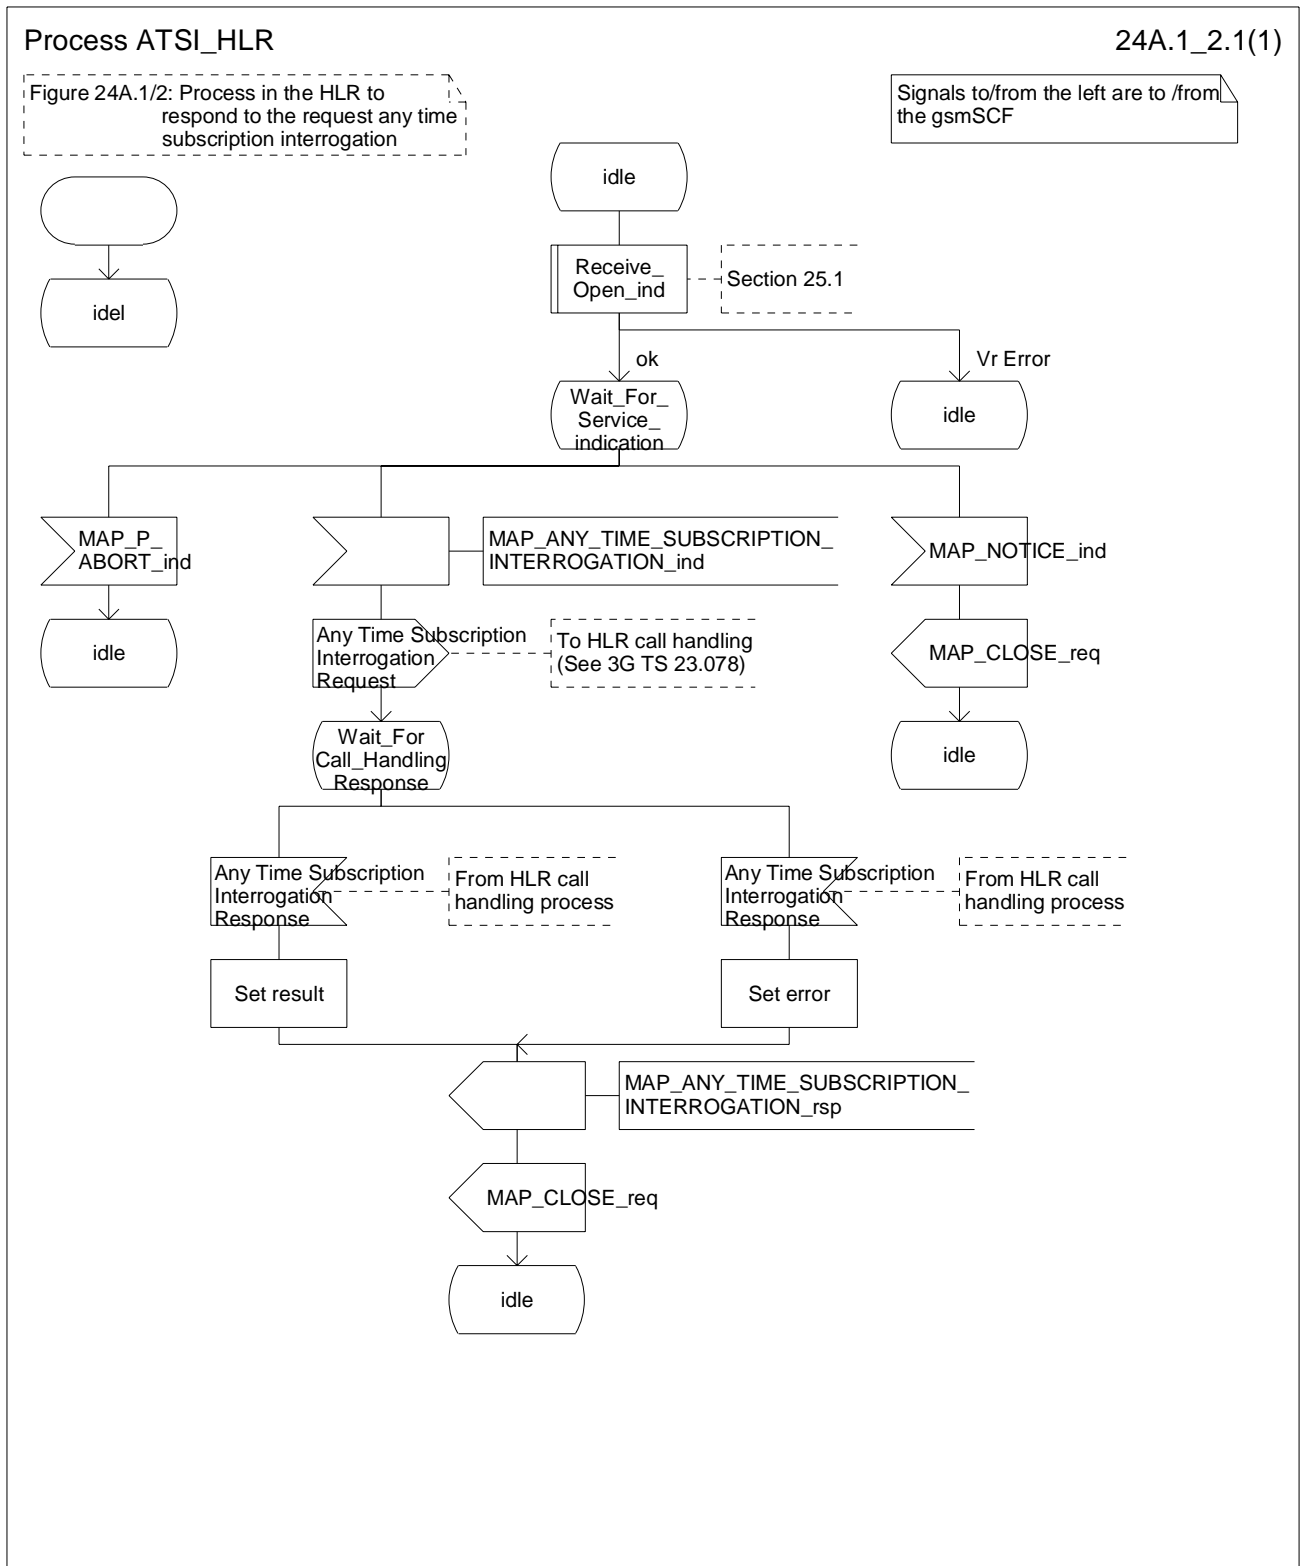 Process ATSI_HLR
24A.1_2.1(1)
Figure 24A.1/2: Process in the HLR to
respond to the request any time
subscription interrogation
Signals to/from the left are to /from
the gsmSCF
idle
idel
Receive_
Open_ind
Section 25.1
ok
Vr Error
Wait_For_
Service_
indication
idle
MAP_P_
ABORT_ind
MAP_ANY_TIME_SUBSCRIPTION_
INTERROGATION_ind
MAP_NOTICE_ind
idle
Any Time Subscription
Interrogation
Request
To HLR call handling
(See 3G TS 23.078)
MAP_CLOSE_req
Wait_For
Call_Handling
Response
idle
Any Time Subscription
Interrogation
Response
From HLR call
handling process
Any Time Subscription
Interrogation
Response
From HLR call
handling process
Set result
Set error
MAP_ANY_TIME_SUBSCRIPTION_
INTERROGATION_rsp
MAP_CLOSE_req
idle